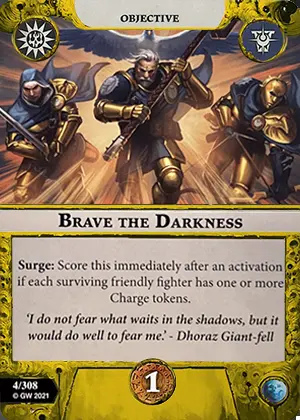 OBJECTIVE
BRAVE THE DARKNESS
Surge: Score this immediately after an activation
if each surviving friendly fighter has one or more
Charge tokens.
‘I do not fear what waits in the shadows, but it
would do well to fear me.’ - Dhoraz Giant-fell
4/308
© GW 2021
1